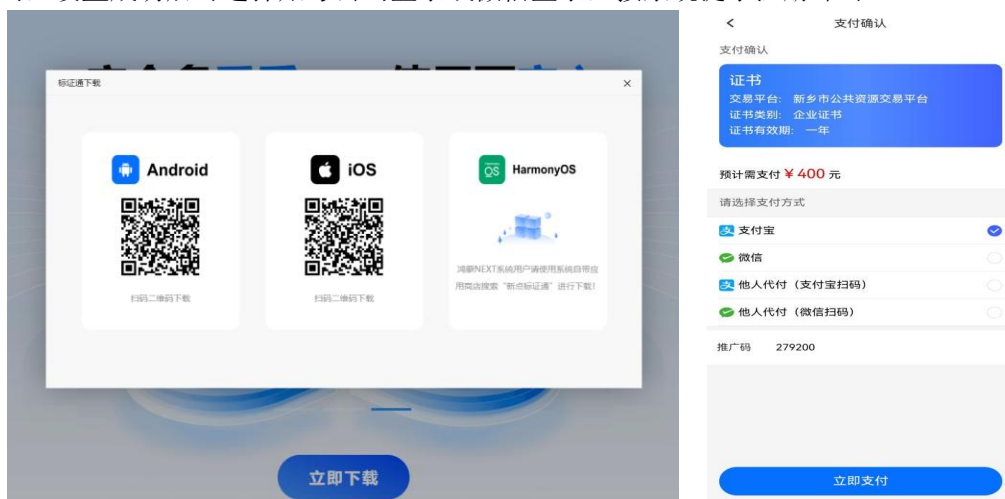 标证通下载
×
Android
扫码二维码下载
iOS
扫码二维码下载
HarmonyOS
鸿蒙NEXT系统用户请使用系统自带应
用商店搜索“新点标证通”进行下载！
立即下载
支付确认
支付确认
证书
交易平台: 新乡市公共资源交易平台
证书类别: 企业证书
证书有效期: 一年
预计需支付 ¥ 400 元
请选择支付方式
支付宝
微信
他人代付（支付宝扫码）
他人代付（微信扫码）
推广码 279200
立即支付